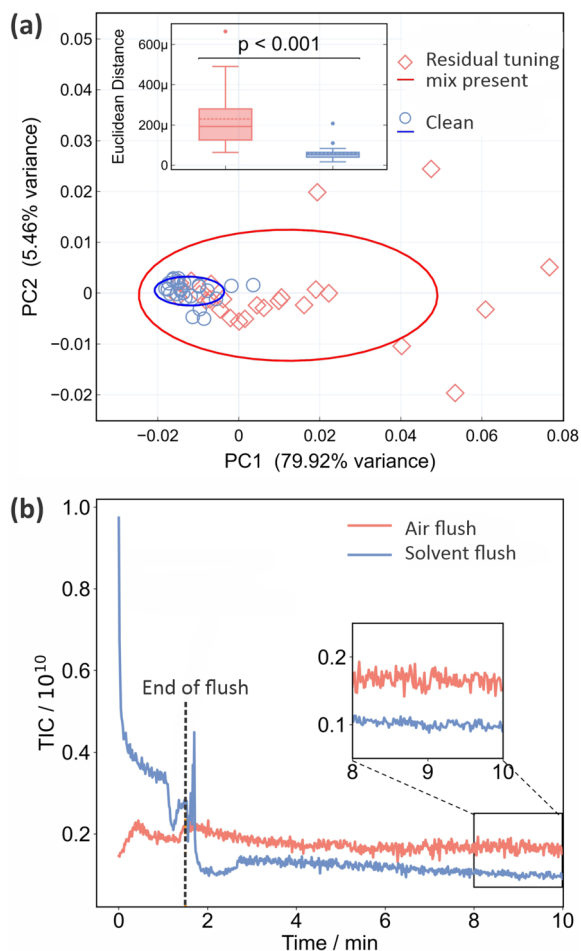 (a)
0.05
0.04
0.03
0.02
0.01
0
−0.01
−0.02
PC2 (5.46% variance)
Euclidean Distance
600μ
400μ
200μ
0
p < 0.001
Residual tuning
mix present
Clean
−0.02
0
0.02
0.04
0.06
0.08
PC1 (79.92% variance)
(b)
1.0
0.8
0.6
0.4
0.2
TIC / 10¹⁰
Air flush
Solvent flush
End of flush
0.2
0.1
8
9
10
0
2
4
6
8
10
Time / min